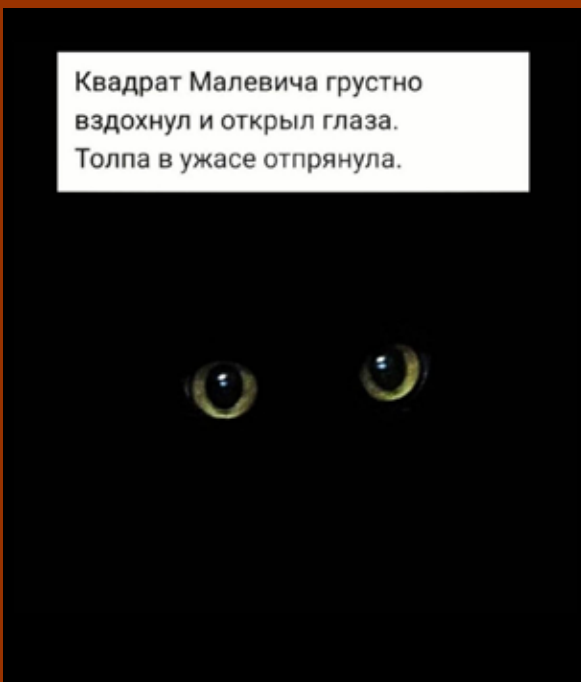 Квадрат Малевича грустно
вздохнул и открыл глаза.
Толпа в ужасе отпрянула.